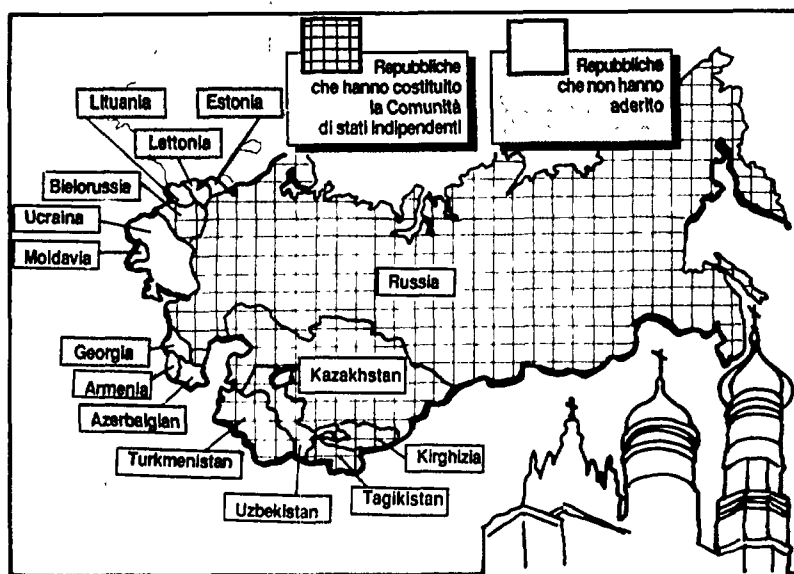 Repubbliche
che hanno costituito
la Comunità
di stati indipendenti
Repubbliche
che non hanno
aderito
Lituania
Estonia
Lettonia
Bielorussia
Ucraina
Moldavia
Russia
Georgia
Armenia
Azerbaigian
Kazakhstan
Turkmenistan
Kirghizia
Uzbekistan
Tagikistan